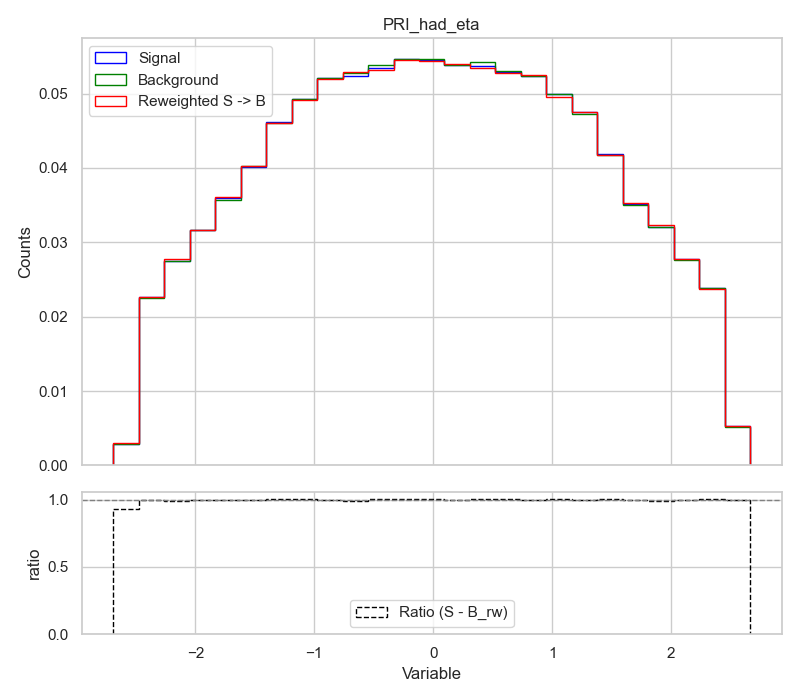 PRI_had_eta
Signal
Background
Reweighted S -> B
Counts
0.05
0.04
0.03
0.02
0.01
0.00
ratio
1.0
0.5
0.0
Ratio (S - B_rw)
−2
−1
0
1
2
Variable